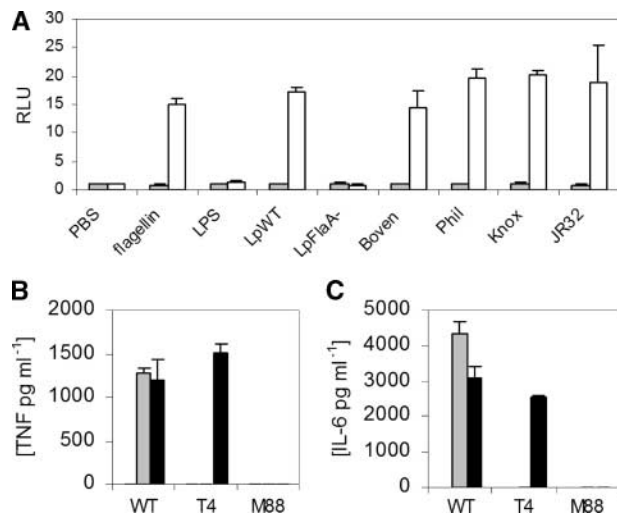 A
30
25
20
15
10
5
0
RLU
PBS
flagellin
LPS
LpWT
LpFlaA-
Boven
Phil
Knox
JR32
B
2000
1500
1000
500
0
[TNF pg ml⁻¹]
WT T4 M88
C
5000
4000
3000
2000
1000
0
[IL-6 pg ml⁻¹]
WT T4 M88